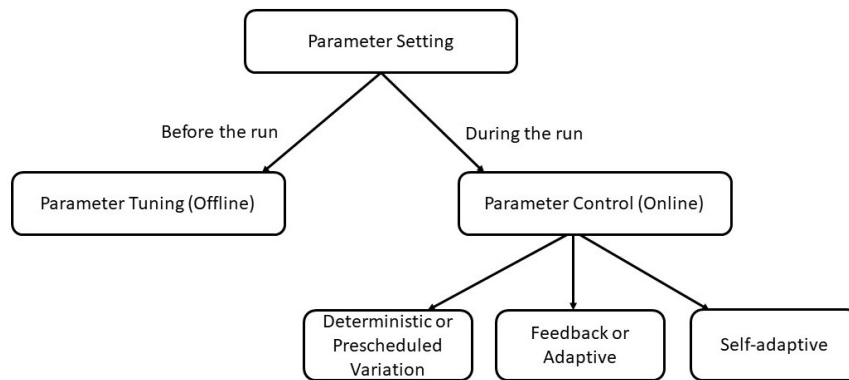 Parameter Setting
Before the run
During the run
Parameter Tuning (Offline)
Parameter Control (Online)
Deterministic or
Prescheduled
Variation
Feedback or
Adaptive
Self-adaptive